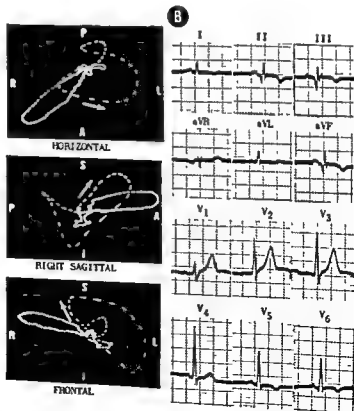 B
P
R
L
A
HORIZONTAL
S
P
A
I
RIGHT SAGITTAL
S
R
L
I
FRONTAL
I II III
aVR aVL aVF
V1 V2 V3
V4 V5 V6